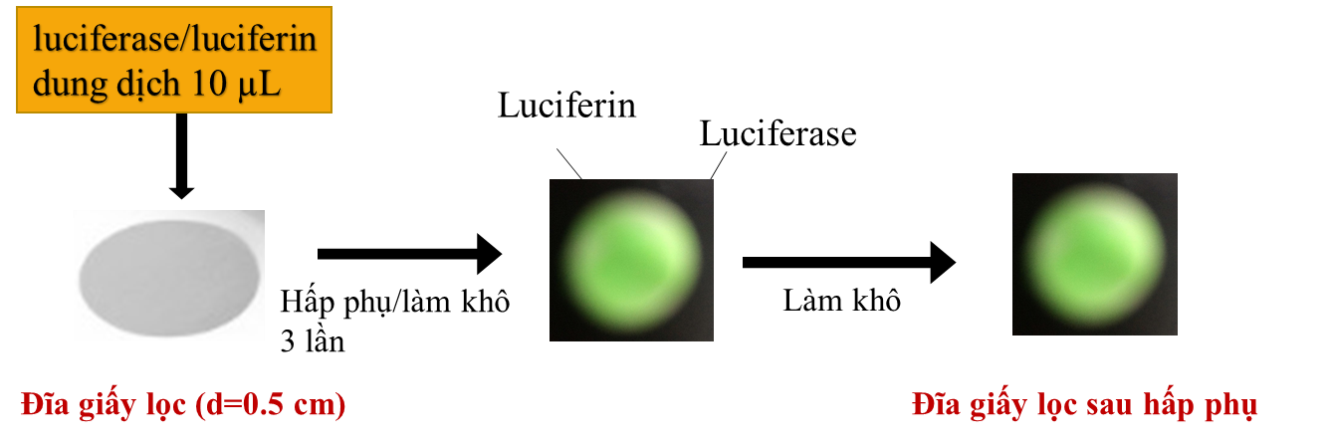 luciferase/luciferin
dung dịch 10 µL
Luciferin
Luciferase
Hấp phụ/làm khô
3 lần
Làm khô
Đĩa giấy lọc (d=0.5 cm)
Đĩa giấy lọc sau hấp phụ